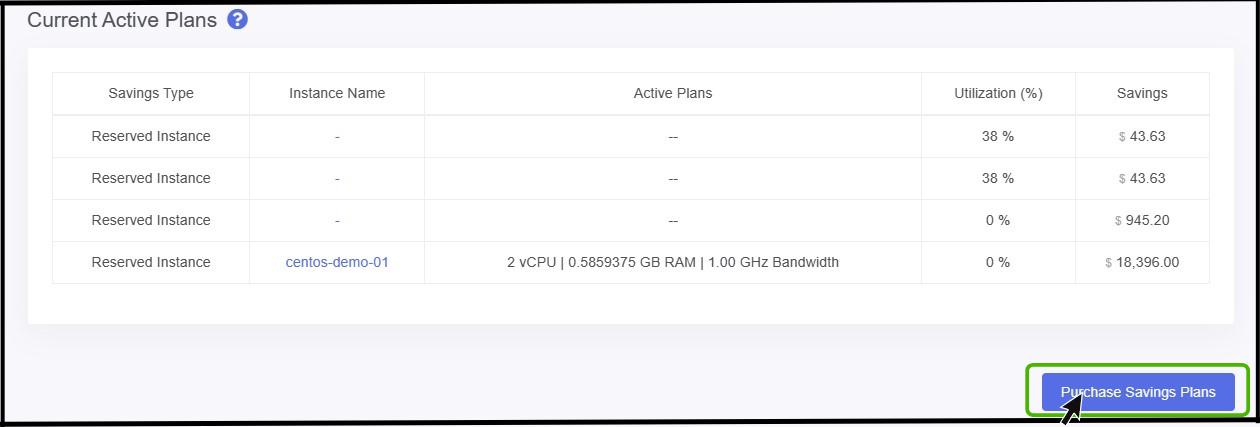 Current Active Plans ?
Savings Type Instance Name Active Plans Utilization (%) Savings
Reserved Instance - -- 38 % $ 43.63
Reserved Instance - -- 38 % $ 43.63
Reserved Instance - -- 0 % $ 945.20
Reserved Instance centos-demo-01 2 vCPU | 0.5859375 GB RAM | 1.00 GHz Bandwidth 0 % $ 18,396.00
Purchase Savings Plans